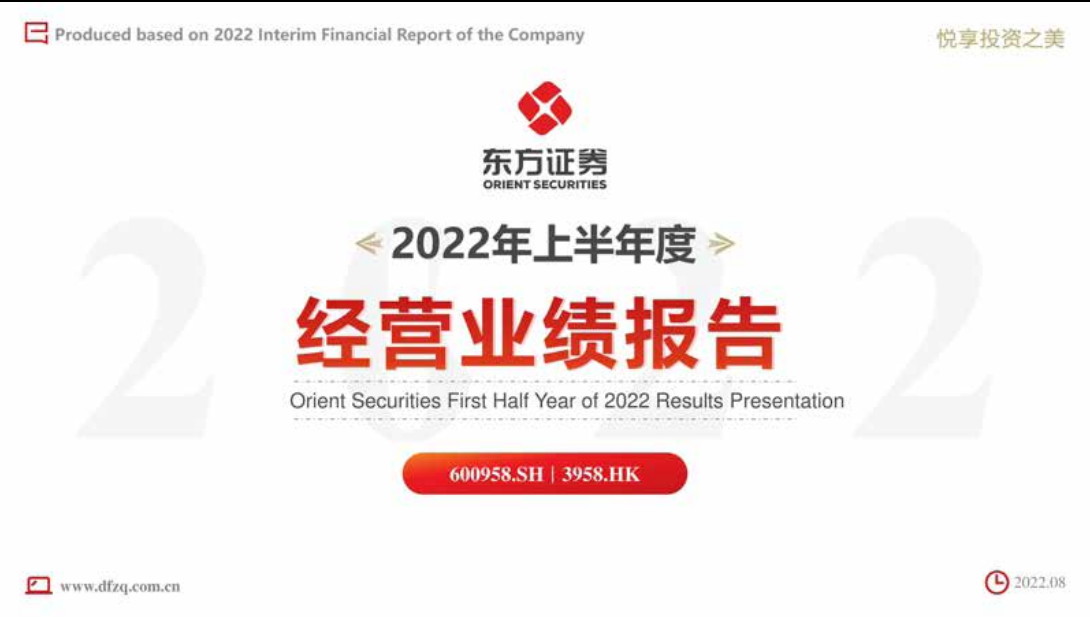 Produced based on 2022 Interim Financial Report of the Company
悦享投资之美
东方证券
ORIENT SECURITIES
2022
2022年上半年度
经营业绩报告
Orient Securities First Half Year of 2022 Results Presentation
600958.SH | 3958.HK
www.dfzq.com.cn
2022.08